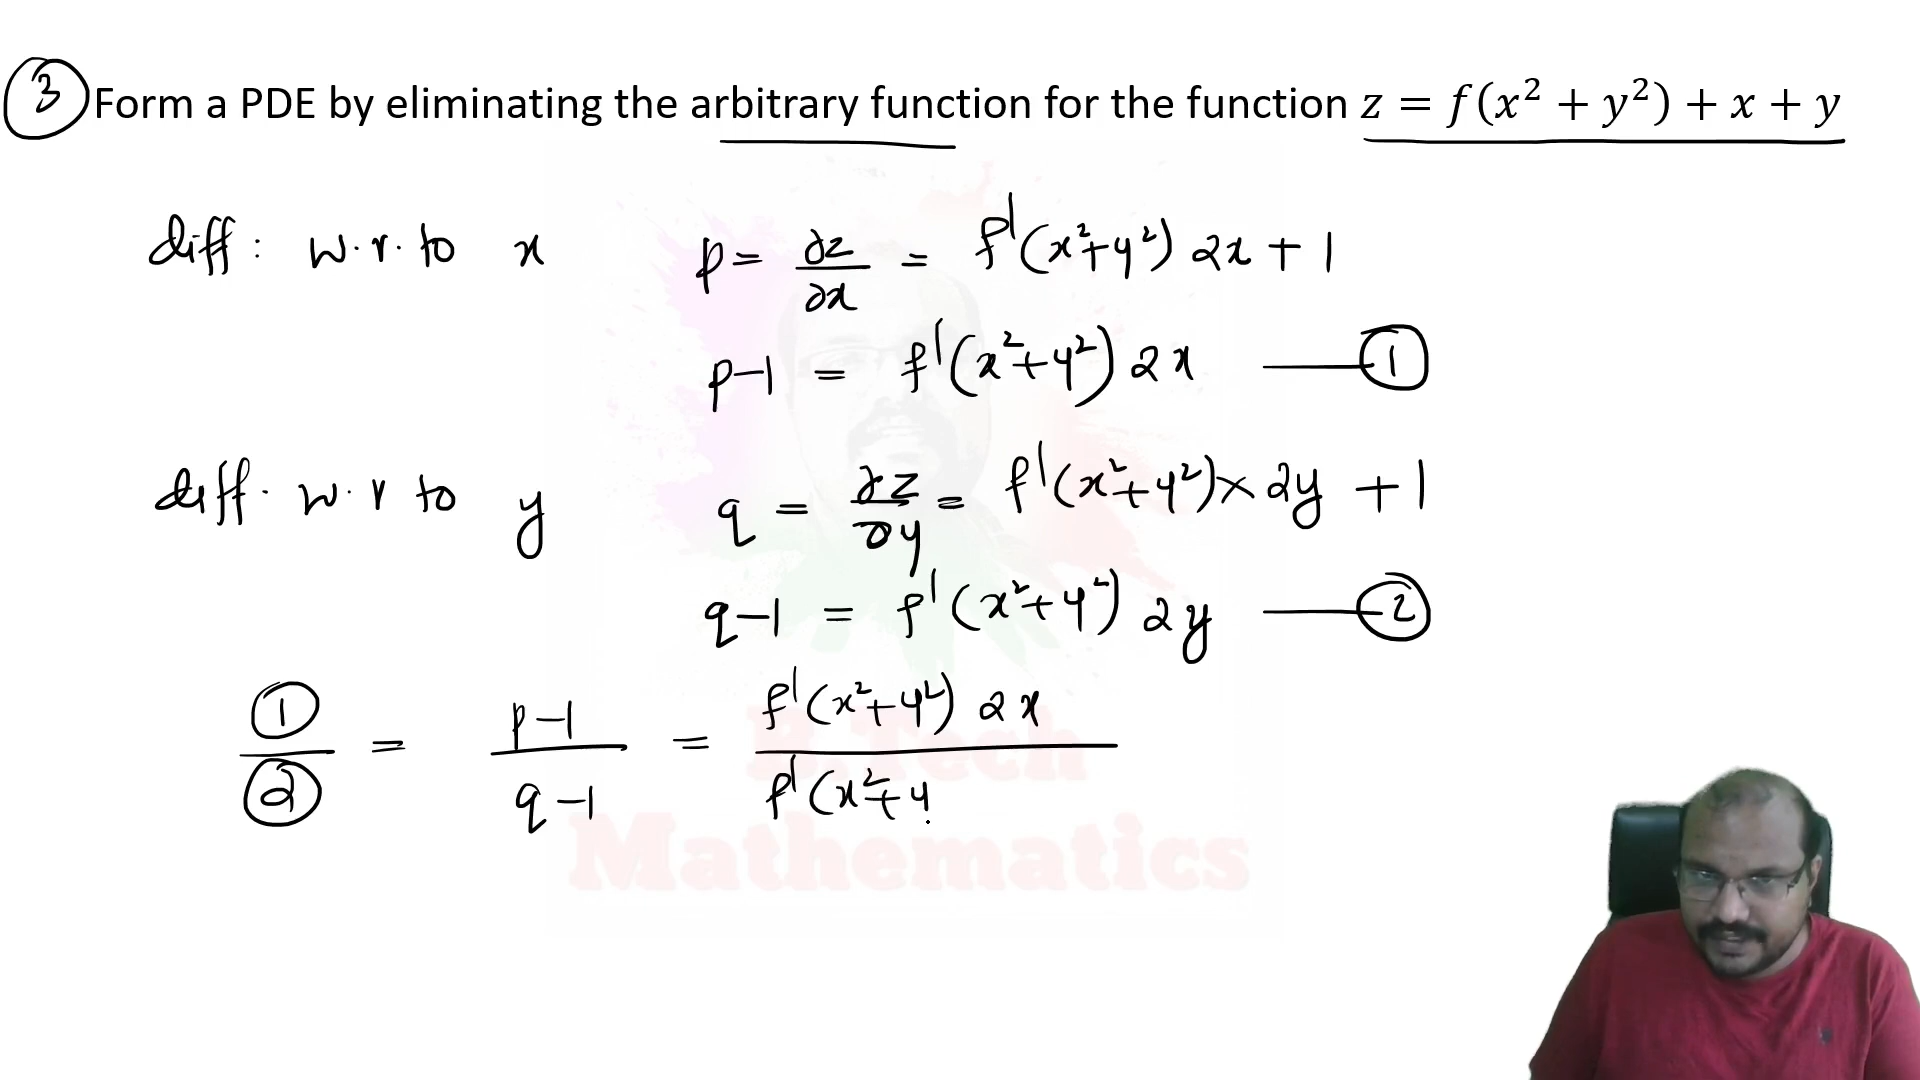 ③ Form a PDE by eliminating the arbitrary function for the function z = f(x² + y²) + x + y
diff: w.r.to x p = ∂z/∂x = f'(x²+y²) 2x + 1
p-1 = f'(x²+y²) 2x — ①
diff. w.r to y q = ∂z/∂y = f'(x²+y²) × 2y + 1
q-1 = f'(x²+y²) 2y — ②
①/② = p-1/q-1 = f'(x²+y²) 2x/f'(x²+y
B.Tech
Mathematics